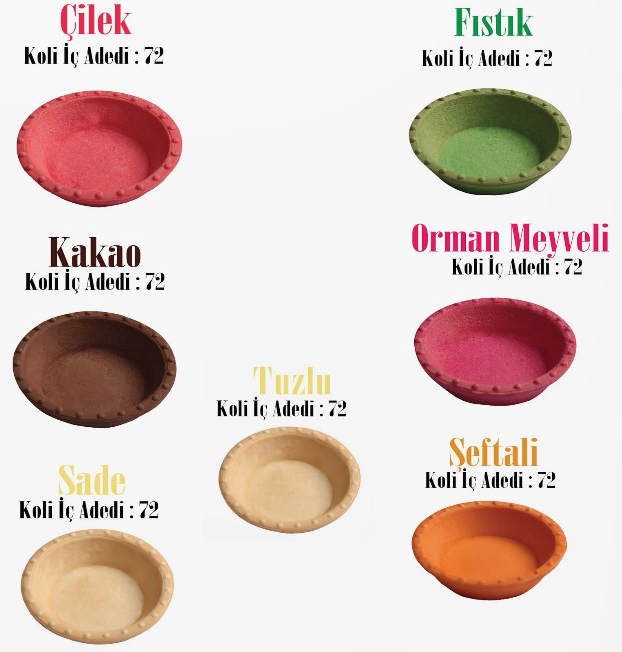 Çilek
Koli İç Adedi : 72
Fıstık
Koli İç Adedi : 72
Kakao
Koli İç Adedi : 72
Orman Meyveli
Koli İç Adedi : 72
Tuzlu
Koli İç Adedi : 72
Sade
Koli İç Adedi : 72
Şeftali
Koli İç Adedi : 72